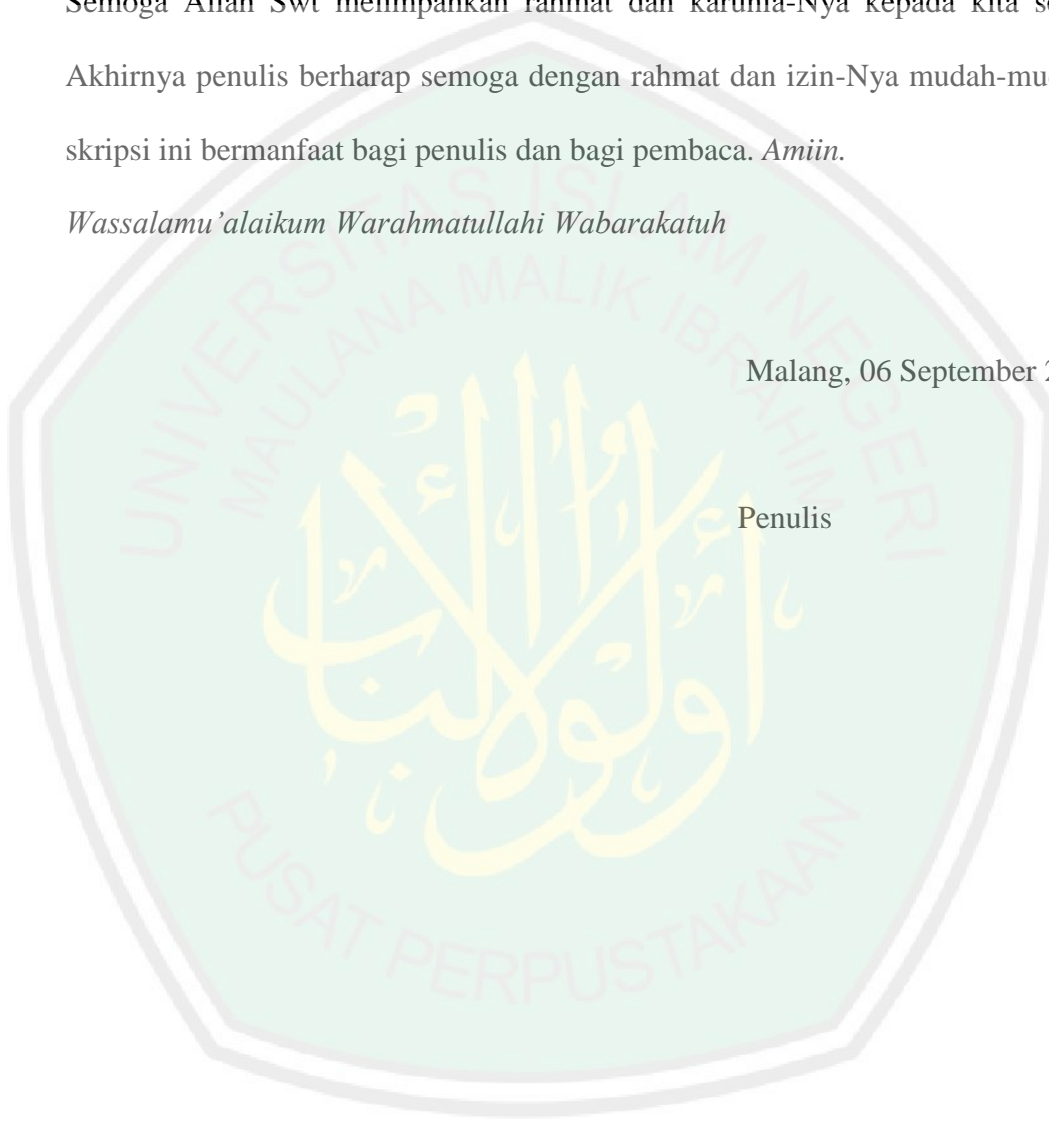 Semoga Allah Swt melimpahkan rahmat dan karunia-Nya kepada kita
Akhirnya penulis berharap semoga dengan rahmat dan izin-Nya
skripsi ini bermanfaat bagi penulis dan bagi pembaca. Amiin.
Wassalamu’alaikum Warahmatullahi Wabarakatuh
Malang, 06 September
Penulis
UNIVERSITAS ISLAM NEGERI
MAULANA MALIK IBRAHIM
أولوا الألباب
PUSAT PERPUSTAKAAN